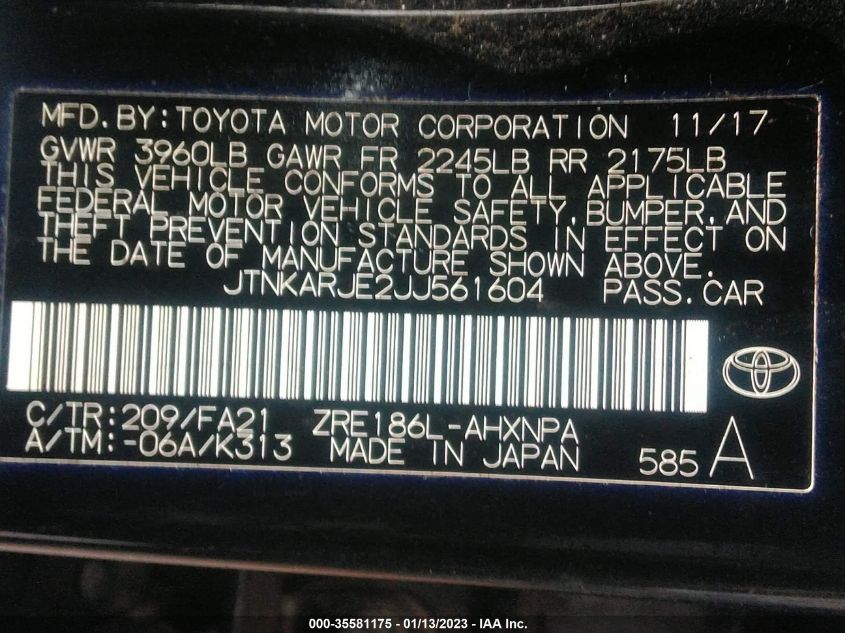 MFD. BY: TOYOTA MOTOR CORPORATION 11/17
GVWR 3960LB GAWR FR 2245LB RR 2175LB
THIS VEHICLE CONFORMS TO ALL APPLICABLE
FEDERAL MOTOR VEHICLE SAFETY, BUMPER, AND
THEFT PREVENTION STANDARDS IN EFFECT ON
THE DATE OF MANUFACTURE SHOWN ABOVE.
JTNKARJE2JJ561604 PASS. CAR
C/TR: 209/FA21 ZRE186L-AHXNPA
A/TM: -06A/K313 MADE IN JAPAN 585 A
000-35581175 - 01/13/2023 - IAA Inc.